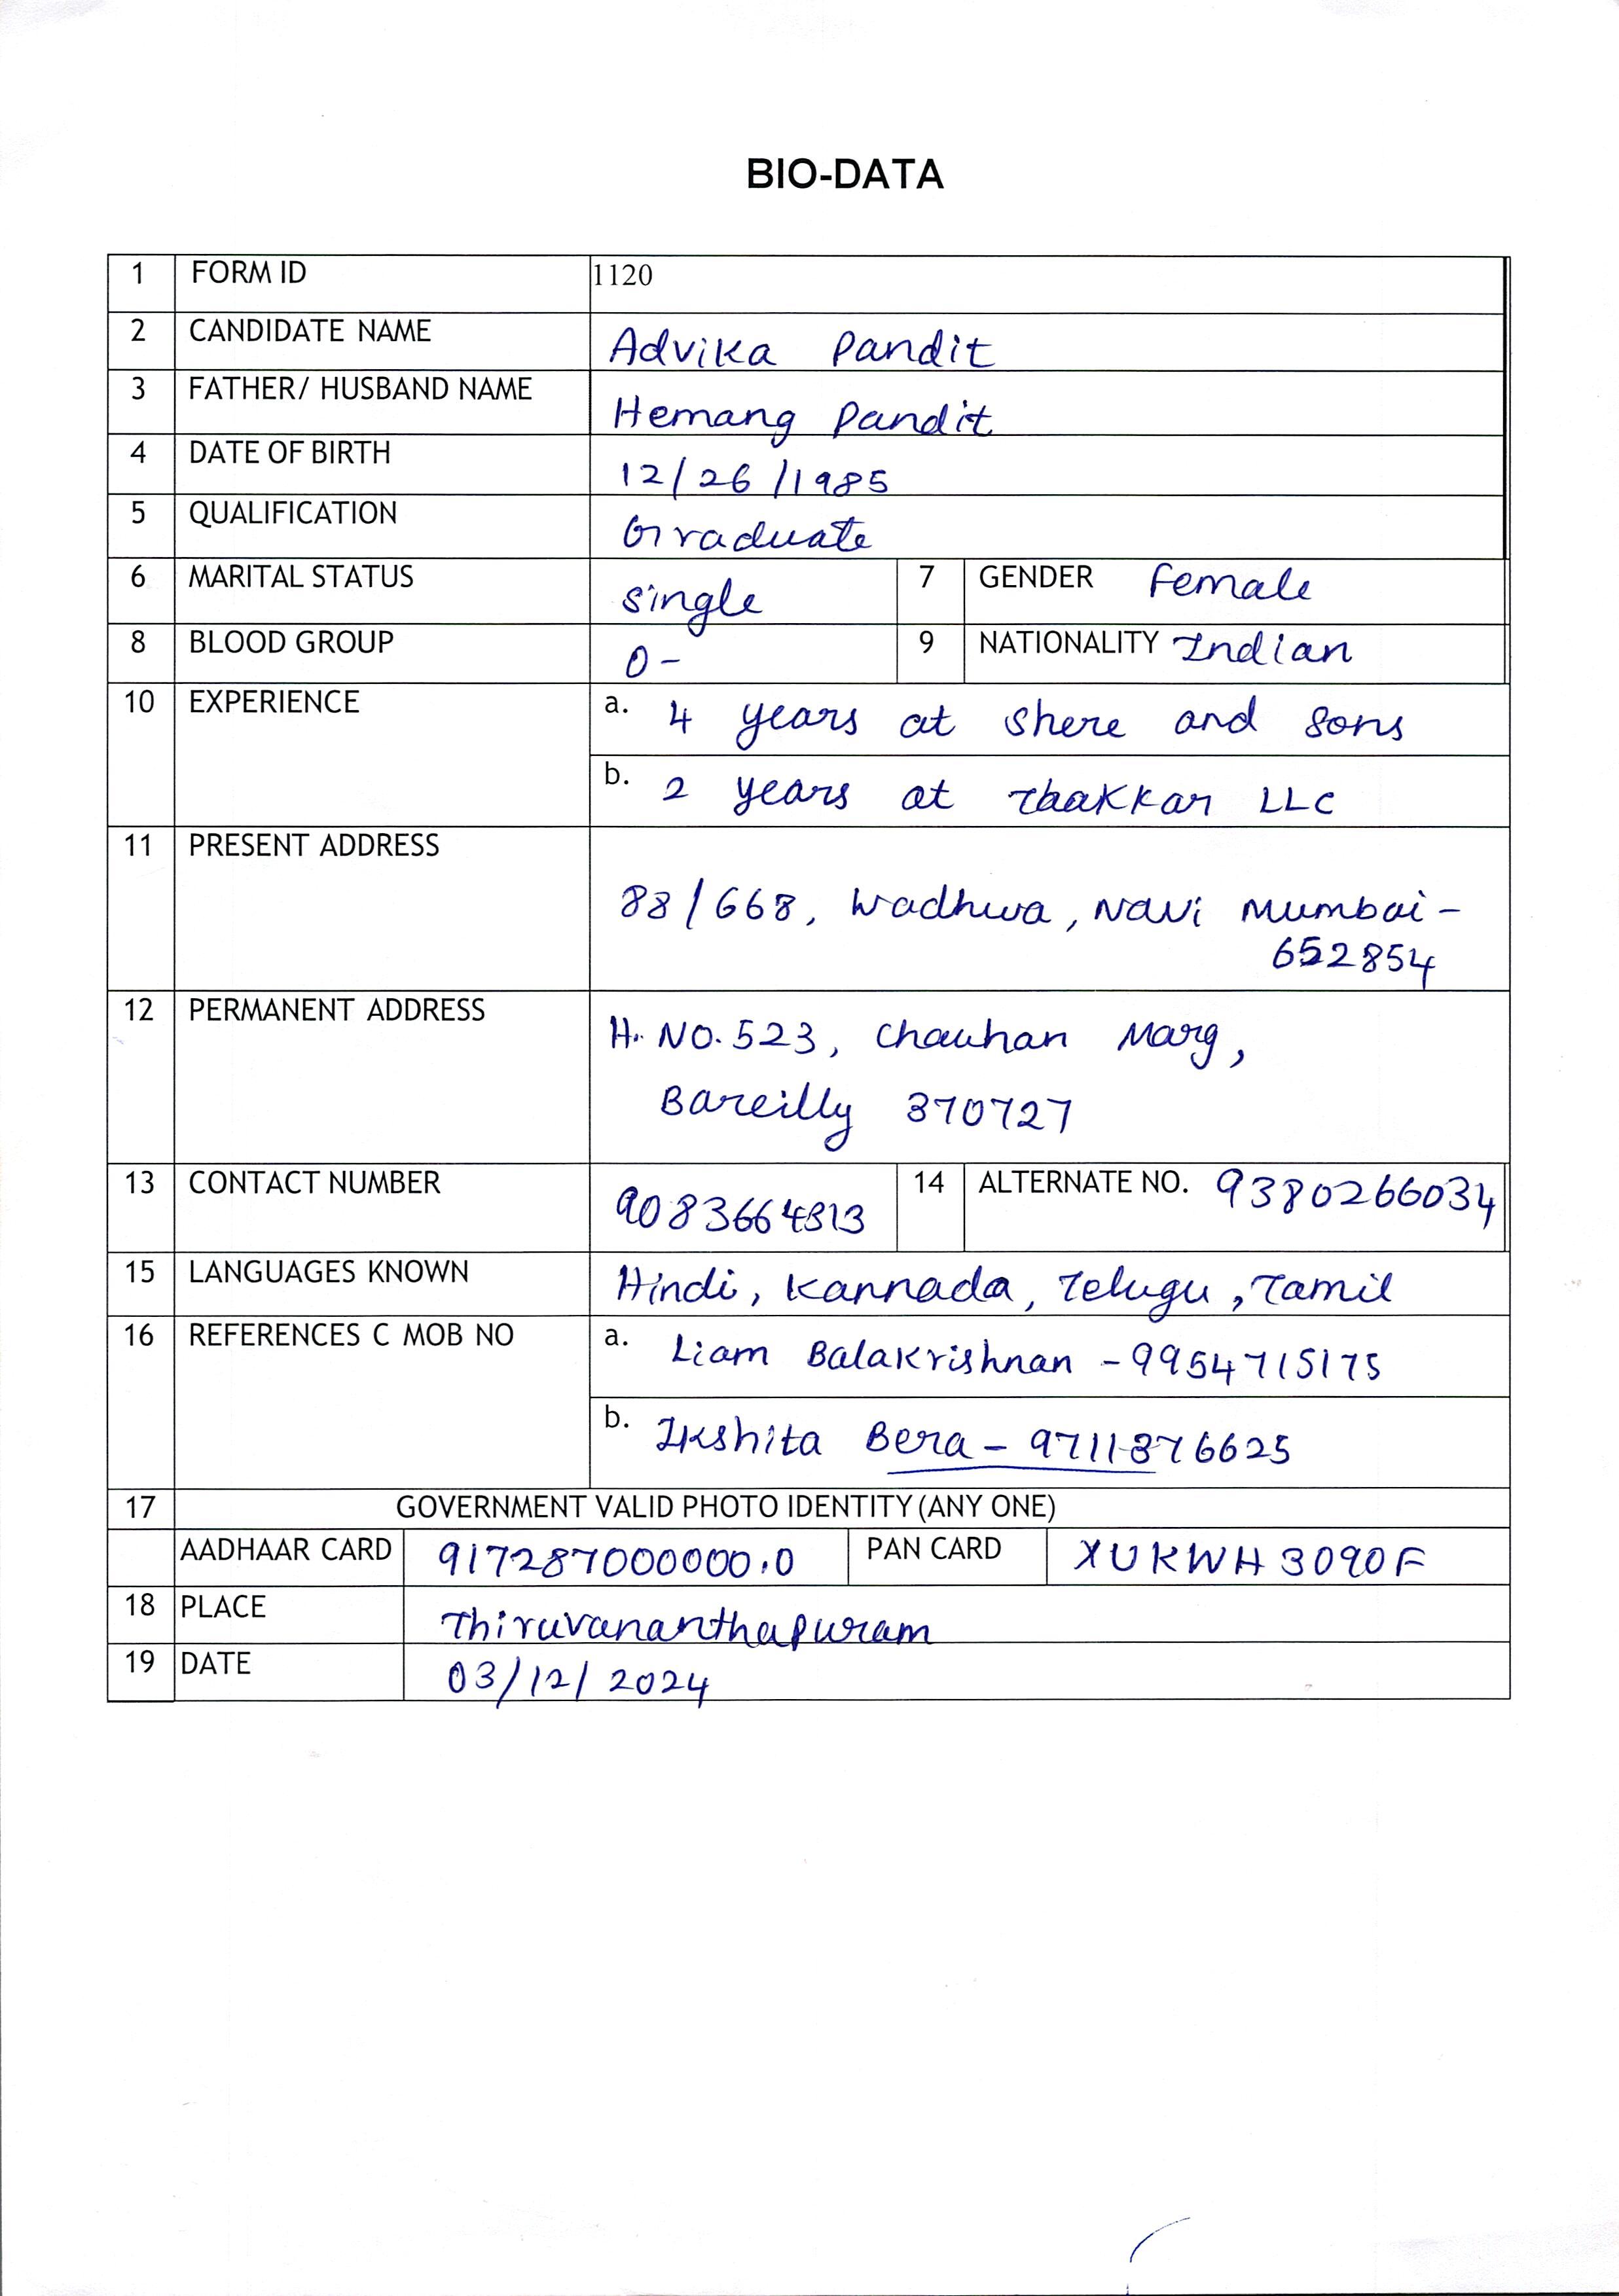 BIO-DATA
1 FORM ID 1120
2 CANDIDATE NAME Advika Pandit
3 FATHER/ HUSBAND NAME Hemang Pandit
4 DATE OF BIRTH 12/26/1985
5 QUALIFICATION Graduate
6 MARITAL STATUS single 7 GENDER Female
8 BLOOD GROUP O- 9 NATIONALITY Indian
10 EXPERIENCE a. 4 years at shere and sons
b. 2 years at Thakkar LLC
11 PRESENT ADDRESS
88/668, Wadhwa, Navi Mumbai -
652854
12 PERMANENT ADDRESS H. No. 523, Chauhan Marg,
Bareilly 370727
13 CONTACT NUMBER 9083664313 14 ALTERNATE NO. 9380266034
15 LANGUAGES KNOWN Hindi, Kannada, Telugu, Tamil
16 REFERENCES C MOB NO a. Liam Balakrishnan - 9954715175
b. Ikshita Bera - 9711376625
17 GOVERNMENT VALID PHOTO IDENTITY (ANY ONE)
AADHAAR CARD 917287000000.0 PAN CARD XUKWH3090F
18 PLACE Thiruvananthapuram
19 DATE 03/12/2024